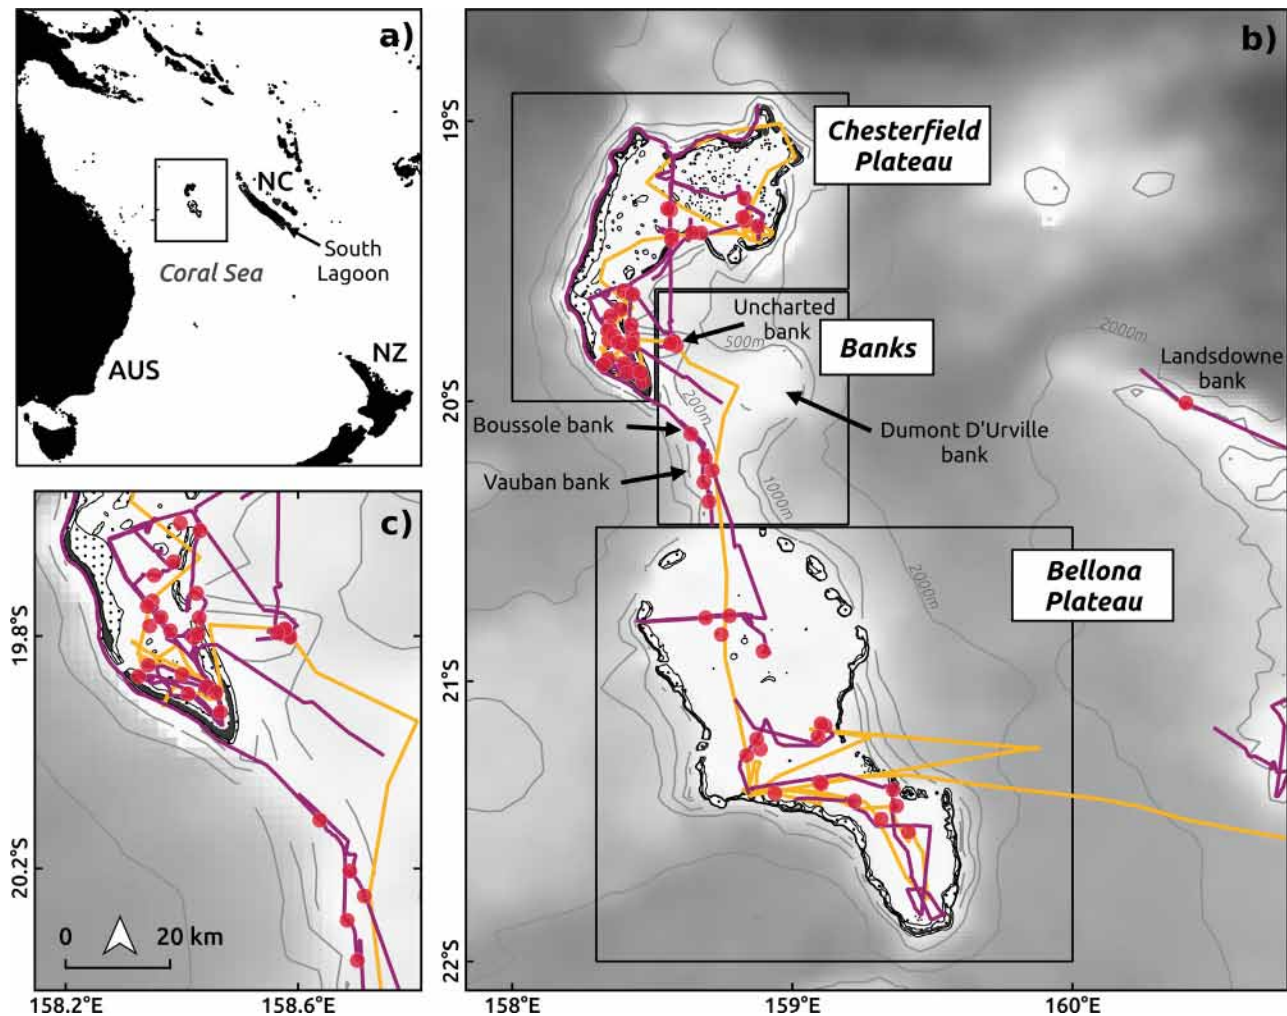 a)
NC
South
Lagoon
Coral Sea
AUS
NZ
b)
19°S
20°S
21°S
22°S
158°E
159°E
160°E
Chesterfield
Plateau
Uncharted
bank
500m
Banks
2000m
Landsdowne
bank
200m
Boussole bank
Dumont D'Urville
bank
Vauban bank
1000m
2000m
Bellona
Plateau
c)
19.8°S
20.2°S
0 20 km
158.2°E
158.6°E